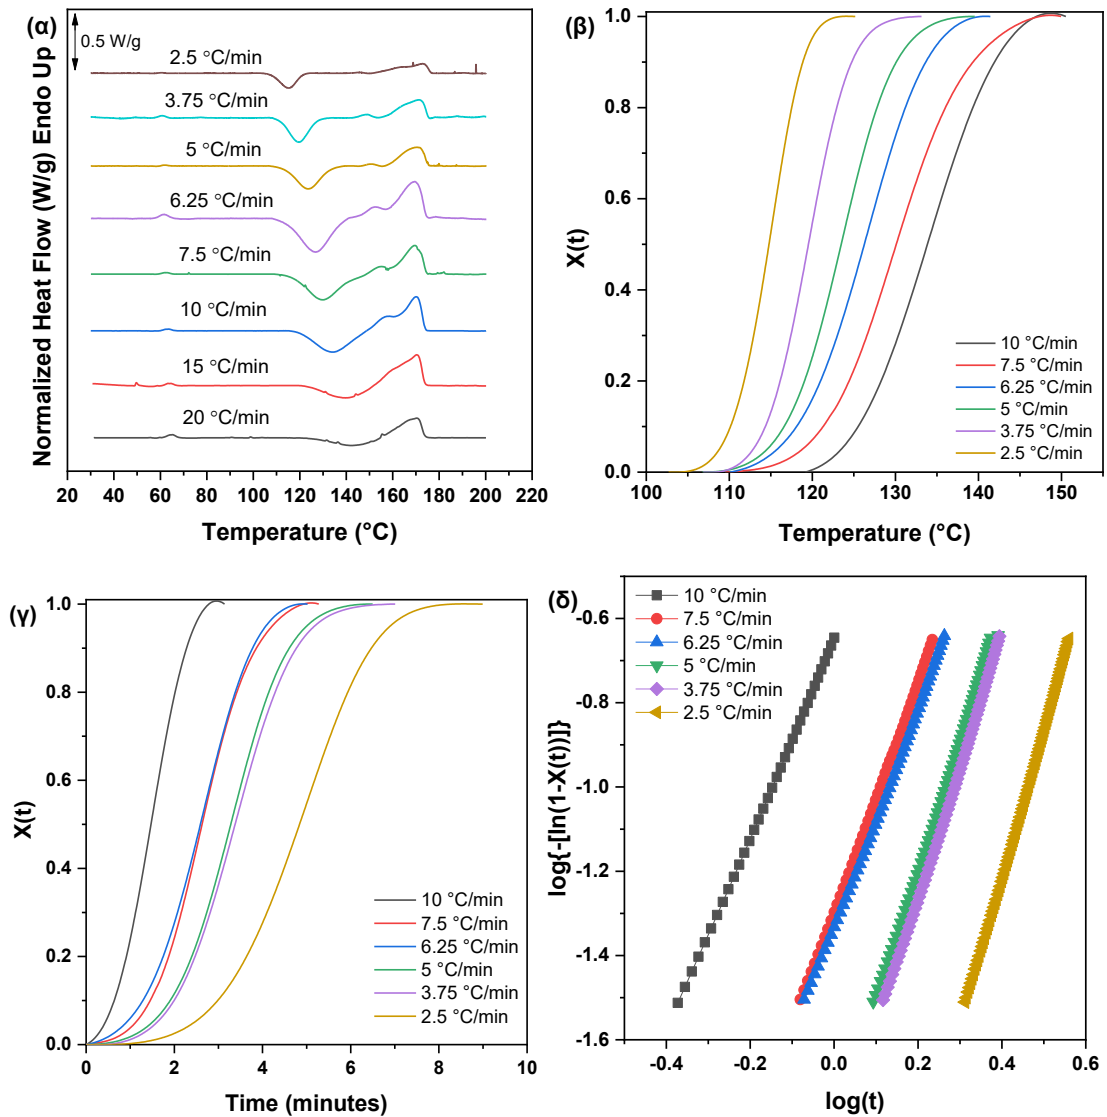 (α)
0.5 W/g
2.5 °C/min
3.75 °C/min
5 °C/min
6.25 °C/min
7.5 °C/min
10 °C/min
15 °C/min
20 °C/min
Normalized Heat Flow (W/g) Endo Up
20 40 60 80 100 120 140 160 180 200 220
Temperature (°C)
(β)
1.0
0.8
0.6
0.4
0.2
0.0
X(t)
10 °C/min
7.5 °C/min
6.25 °C/min
5 °C/min
3.75 °C/min
2.5 °C/min
100 110 120 130 140 150
Temperature (°C)
(γ)
1.0
0.8
0.6
0.4
0.2
0.0
X(t)
10 °C/min
7.5 °C/min
6.25 °C/min
5 °C/min
3.75 °C/min
2.5 °C/min
0 2 4 6 8 10
Time (minutes)
(δ)
10 °C/min
7.5 °C/min
6.25 °C/min
5 °C/min
3.75 °C/min
2.5 °C/min
-0.6
-0.8
-1.0
-1.2
-1.4
-1.6
log{-[ln(1-X(t))]}
-0.4 -0.2 0.0 0.2 0.4 0.6
log(t)